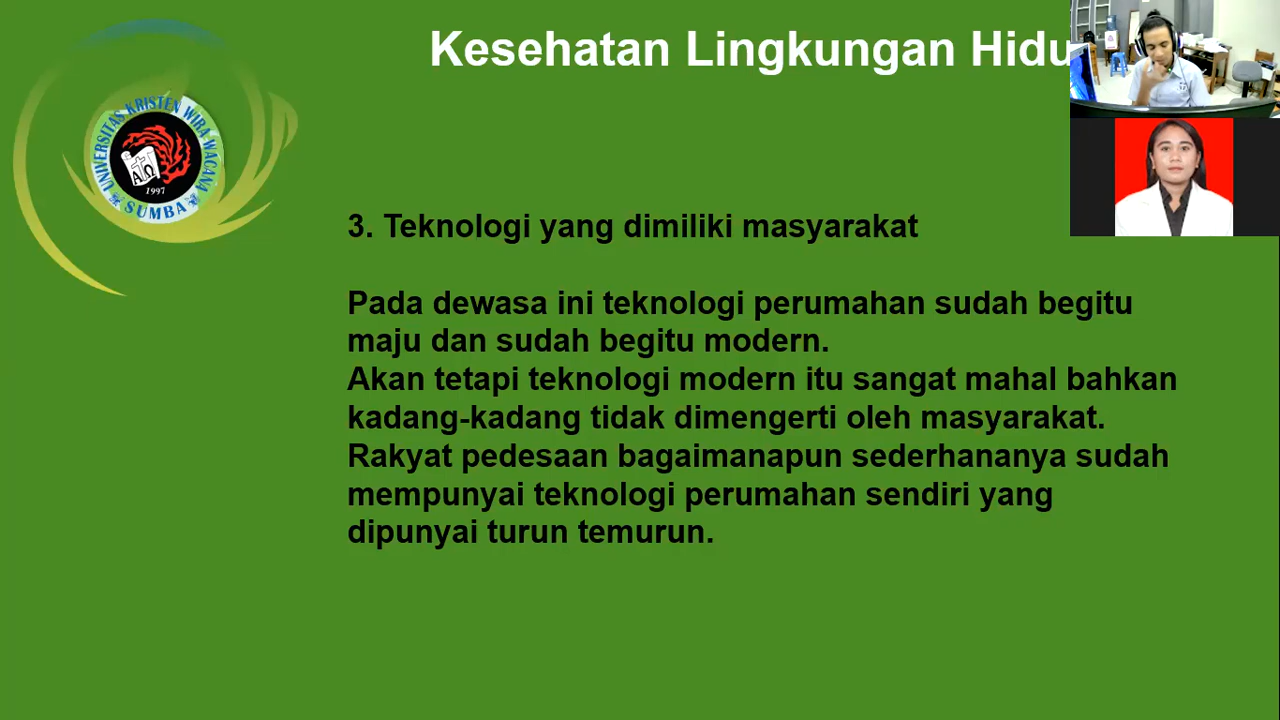 Kesehatan Lingkungan Hidu
UNIVERSITAS KRISTEN WIRA WACANA
ΑΩ
1997
SUMBA
3. Teknologi yang dimiliki masyarakat
Pada dewasa ini teknologi perumahan sudah begitu
maju dan sudah begitu modern.
Akan tetapi teknologi modern itu sangat mahal bahkan
kadang-kadang tidak dimengerti oleh masyarakat.
Rakyat pedesaan bagaimanapun sederhananya sudah
mempunyai teknologi perumahan sendiri yang
dipunyai turun temurun.